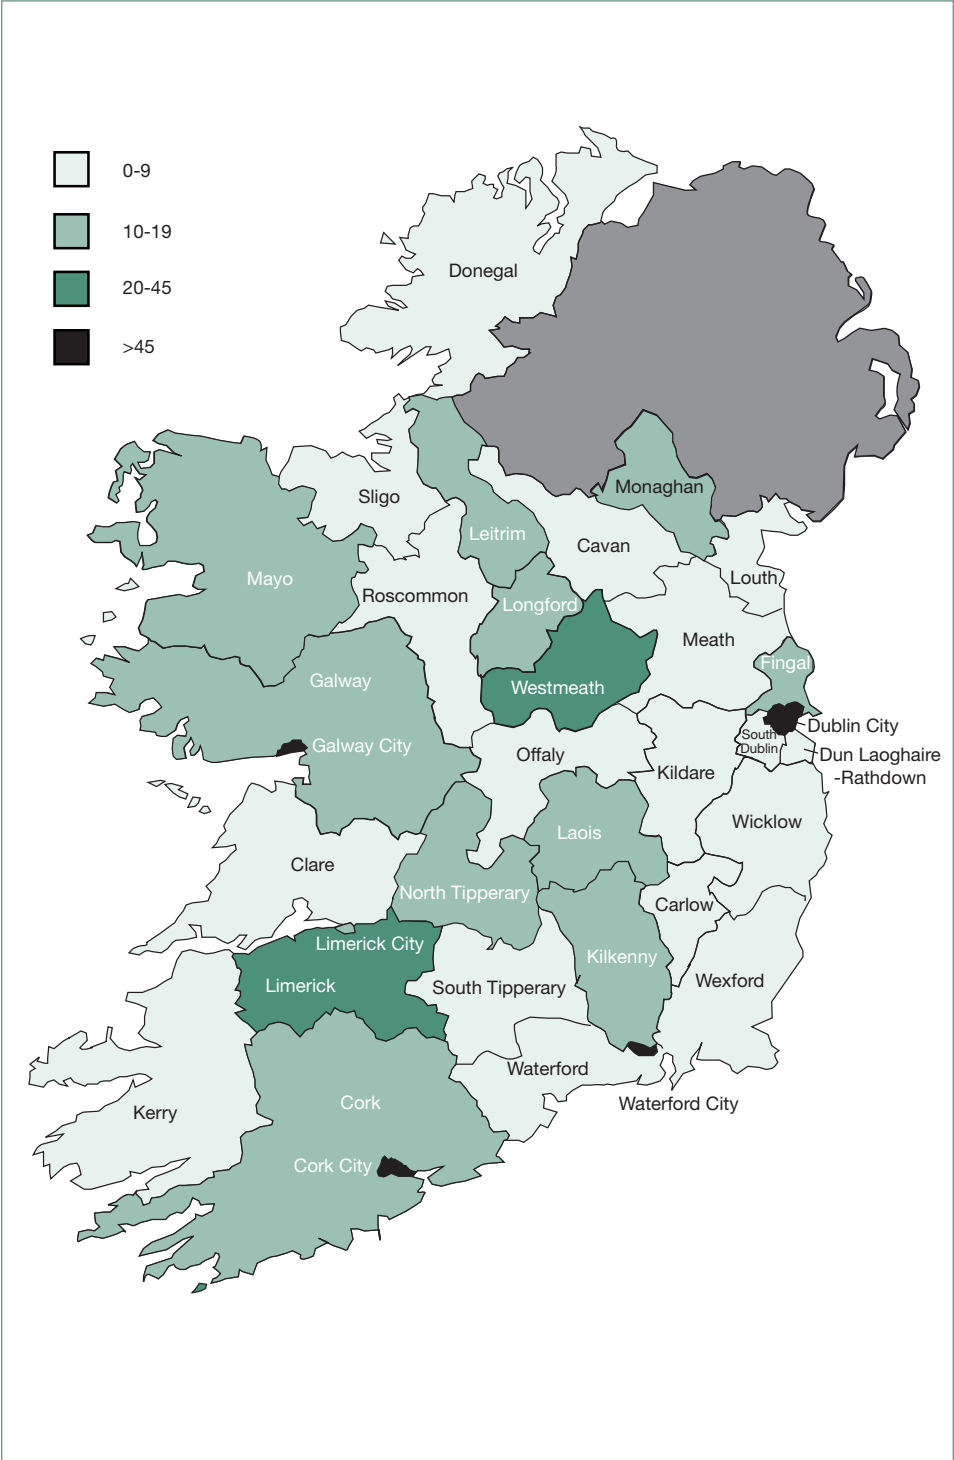 0-9
10-19
20-45
>45
Donegal
Monaghan
Sligo
Leitrim
Cavan
Mayo
Louth
Roscommon
Longford
Meath
Fingal
Galway
Westmeath
Dublin City
South
Dublin
Galway City
Offaly
Dun Laoghaire
-Rathdown
Kildare
Wicklow
Laois
Clare
North Tipperary
Carlow
Limerick City
Kilkenny
Wexford
Limerick
South Tipperary
Waterford
Waterford City
Cork
Kerry
Cork City